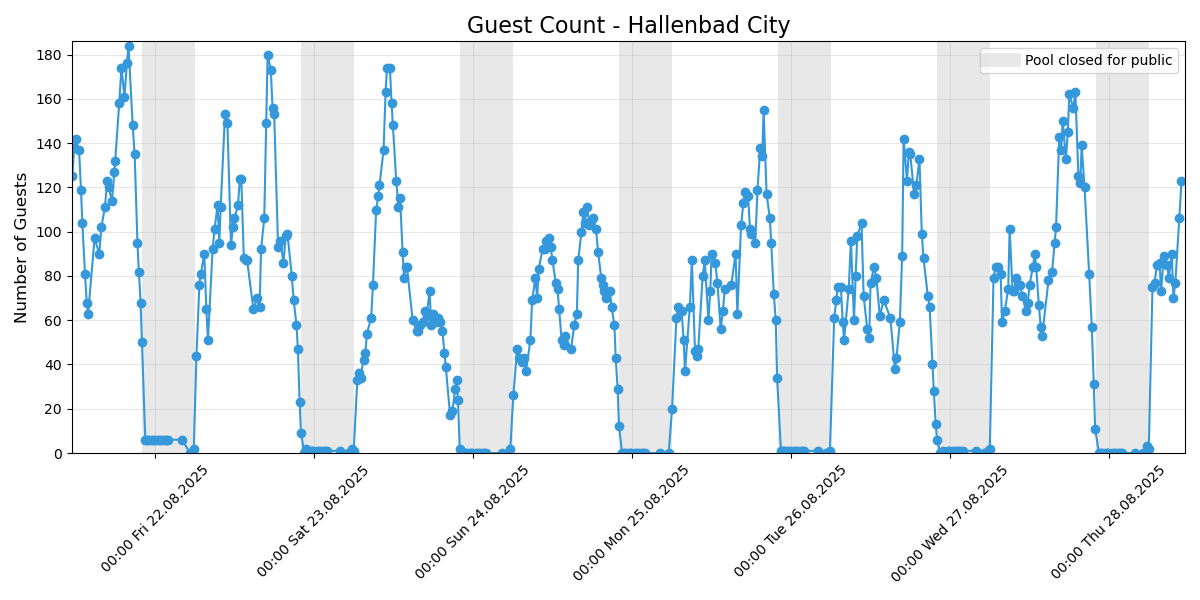 Guest Count - Hallenbad City
Pool closed for public
Number of Guests
180
160
140
120
100
80
60
40
20
0
00:00 Fri 22.08.2025
00:00 Sat 23.08.2025
00:00 Sun 24.08.2025
00:00 Mon 25.08.2025
00:00 Tue 26.08.2025
00:00 Wed 27.08.2025
00:00 Thu 28.08.2025